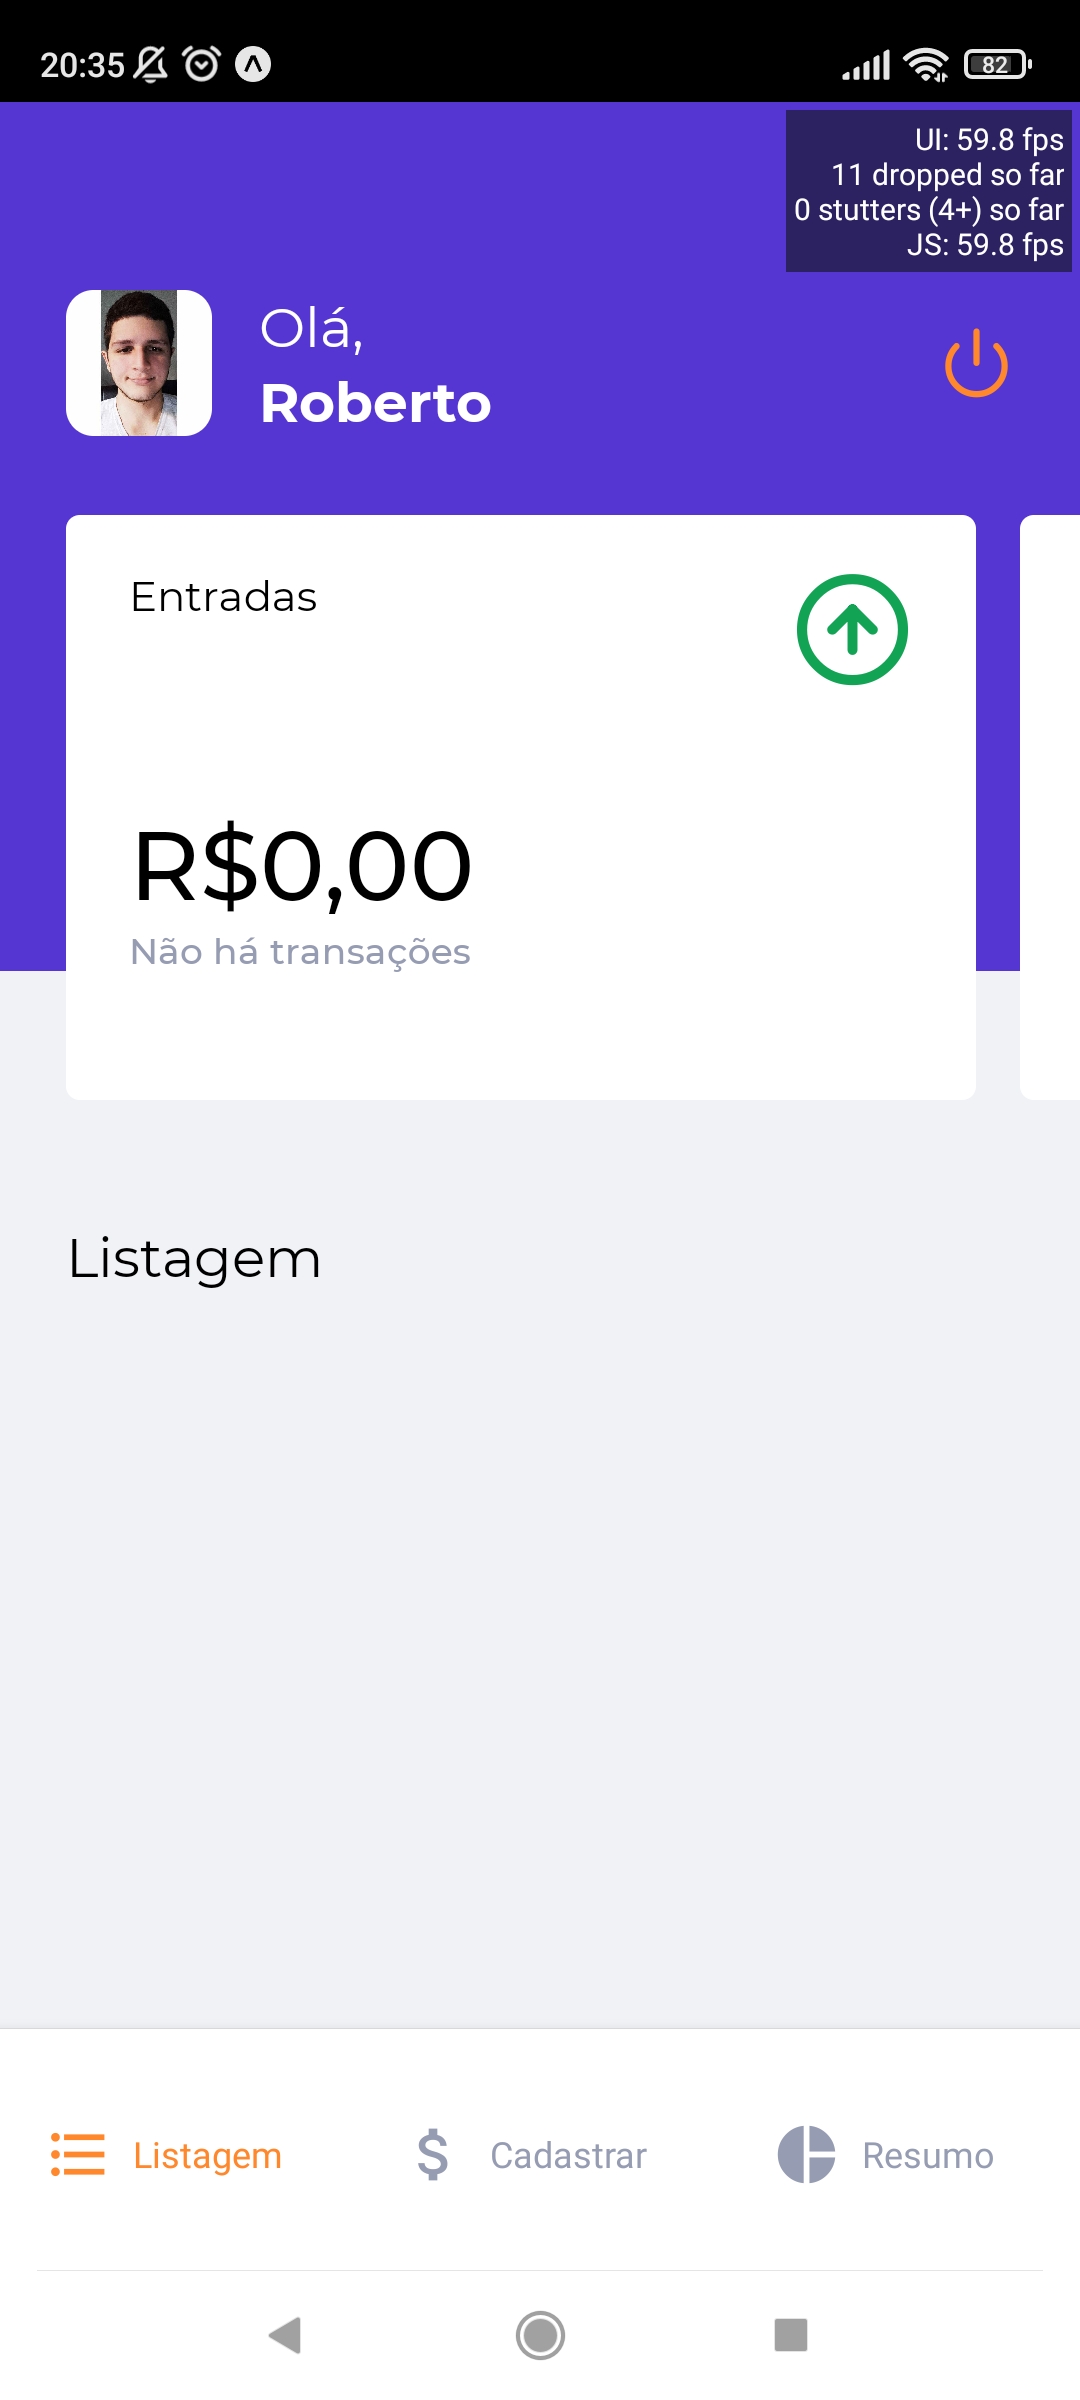 20:35
82
UI: 59.8 fps
11 dropped so far
0 stutters (4+) so far
JS: 59.8 fps
Olá,
Roberto
Entradas
R$0,00
Não há transações
Listagem
Listagem
Cadastrar
Resumo